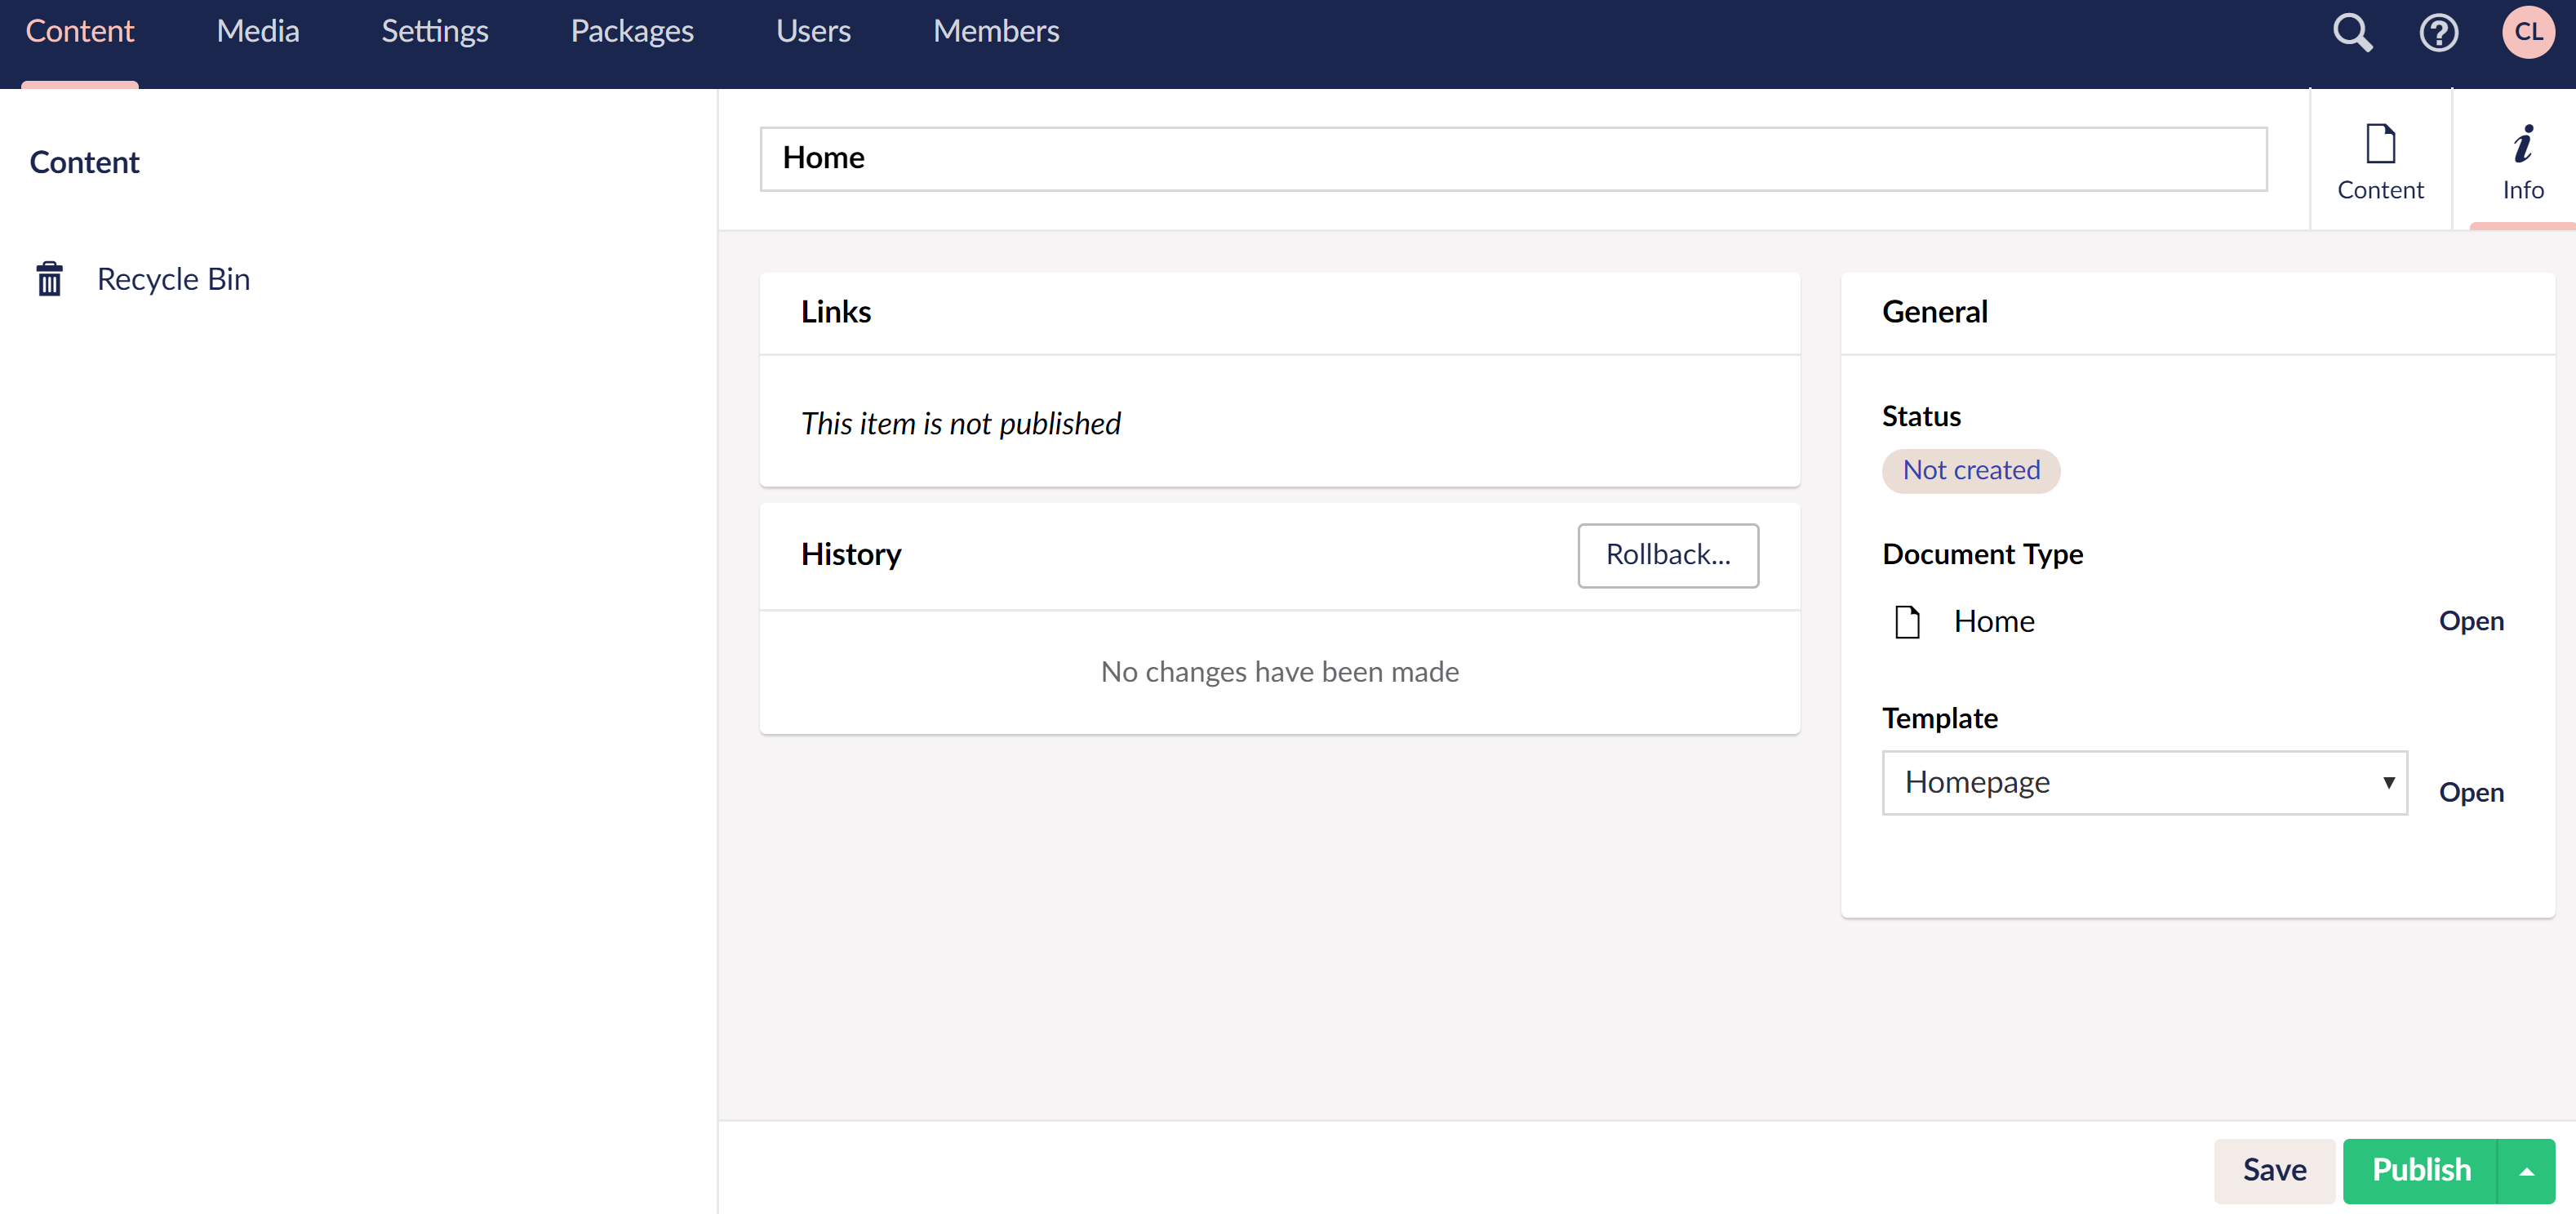 Content Media Settings Packages Users Members CL
Content
Recycle Bin
Home
Content
Info
Links
This item is not published
History
Rollback...
No changes have been made
General
Status
Not created
Document Type
Home Open
Template
Homepage Open
Save Publish